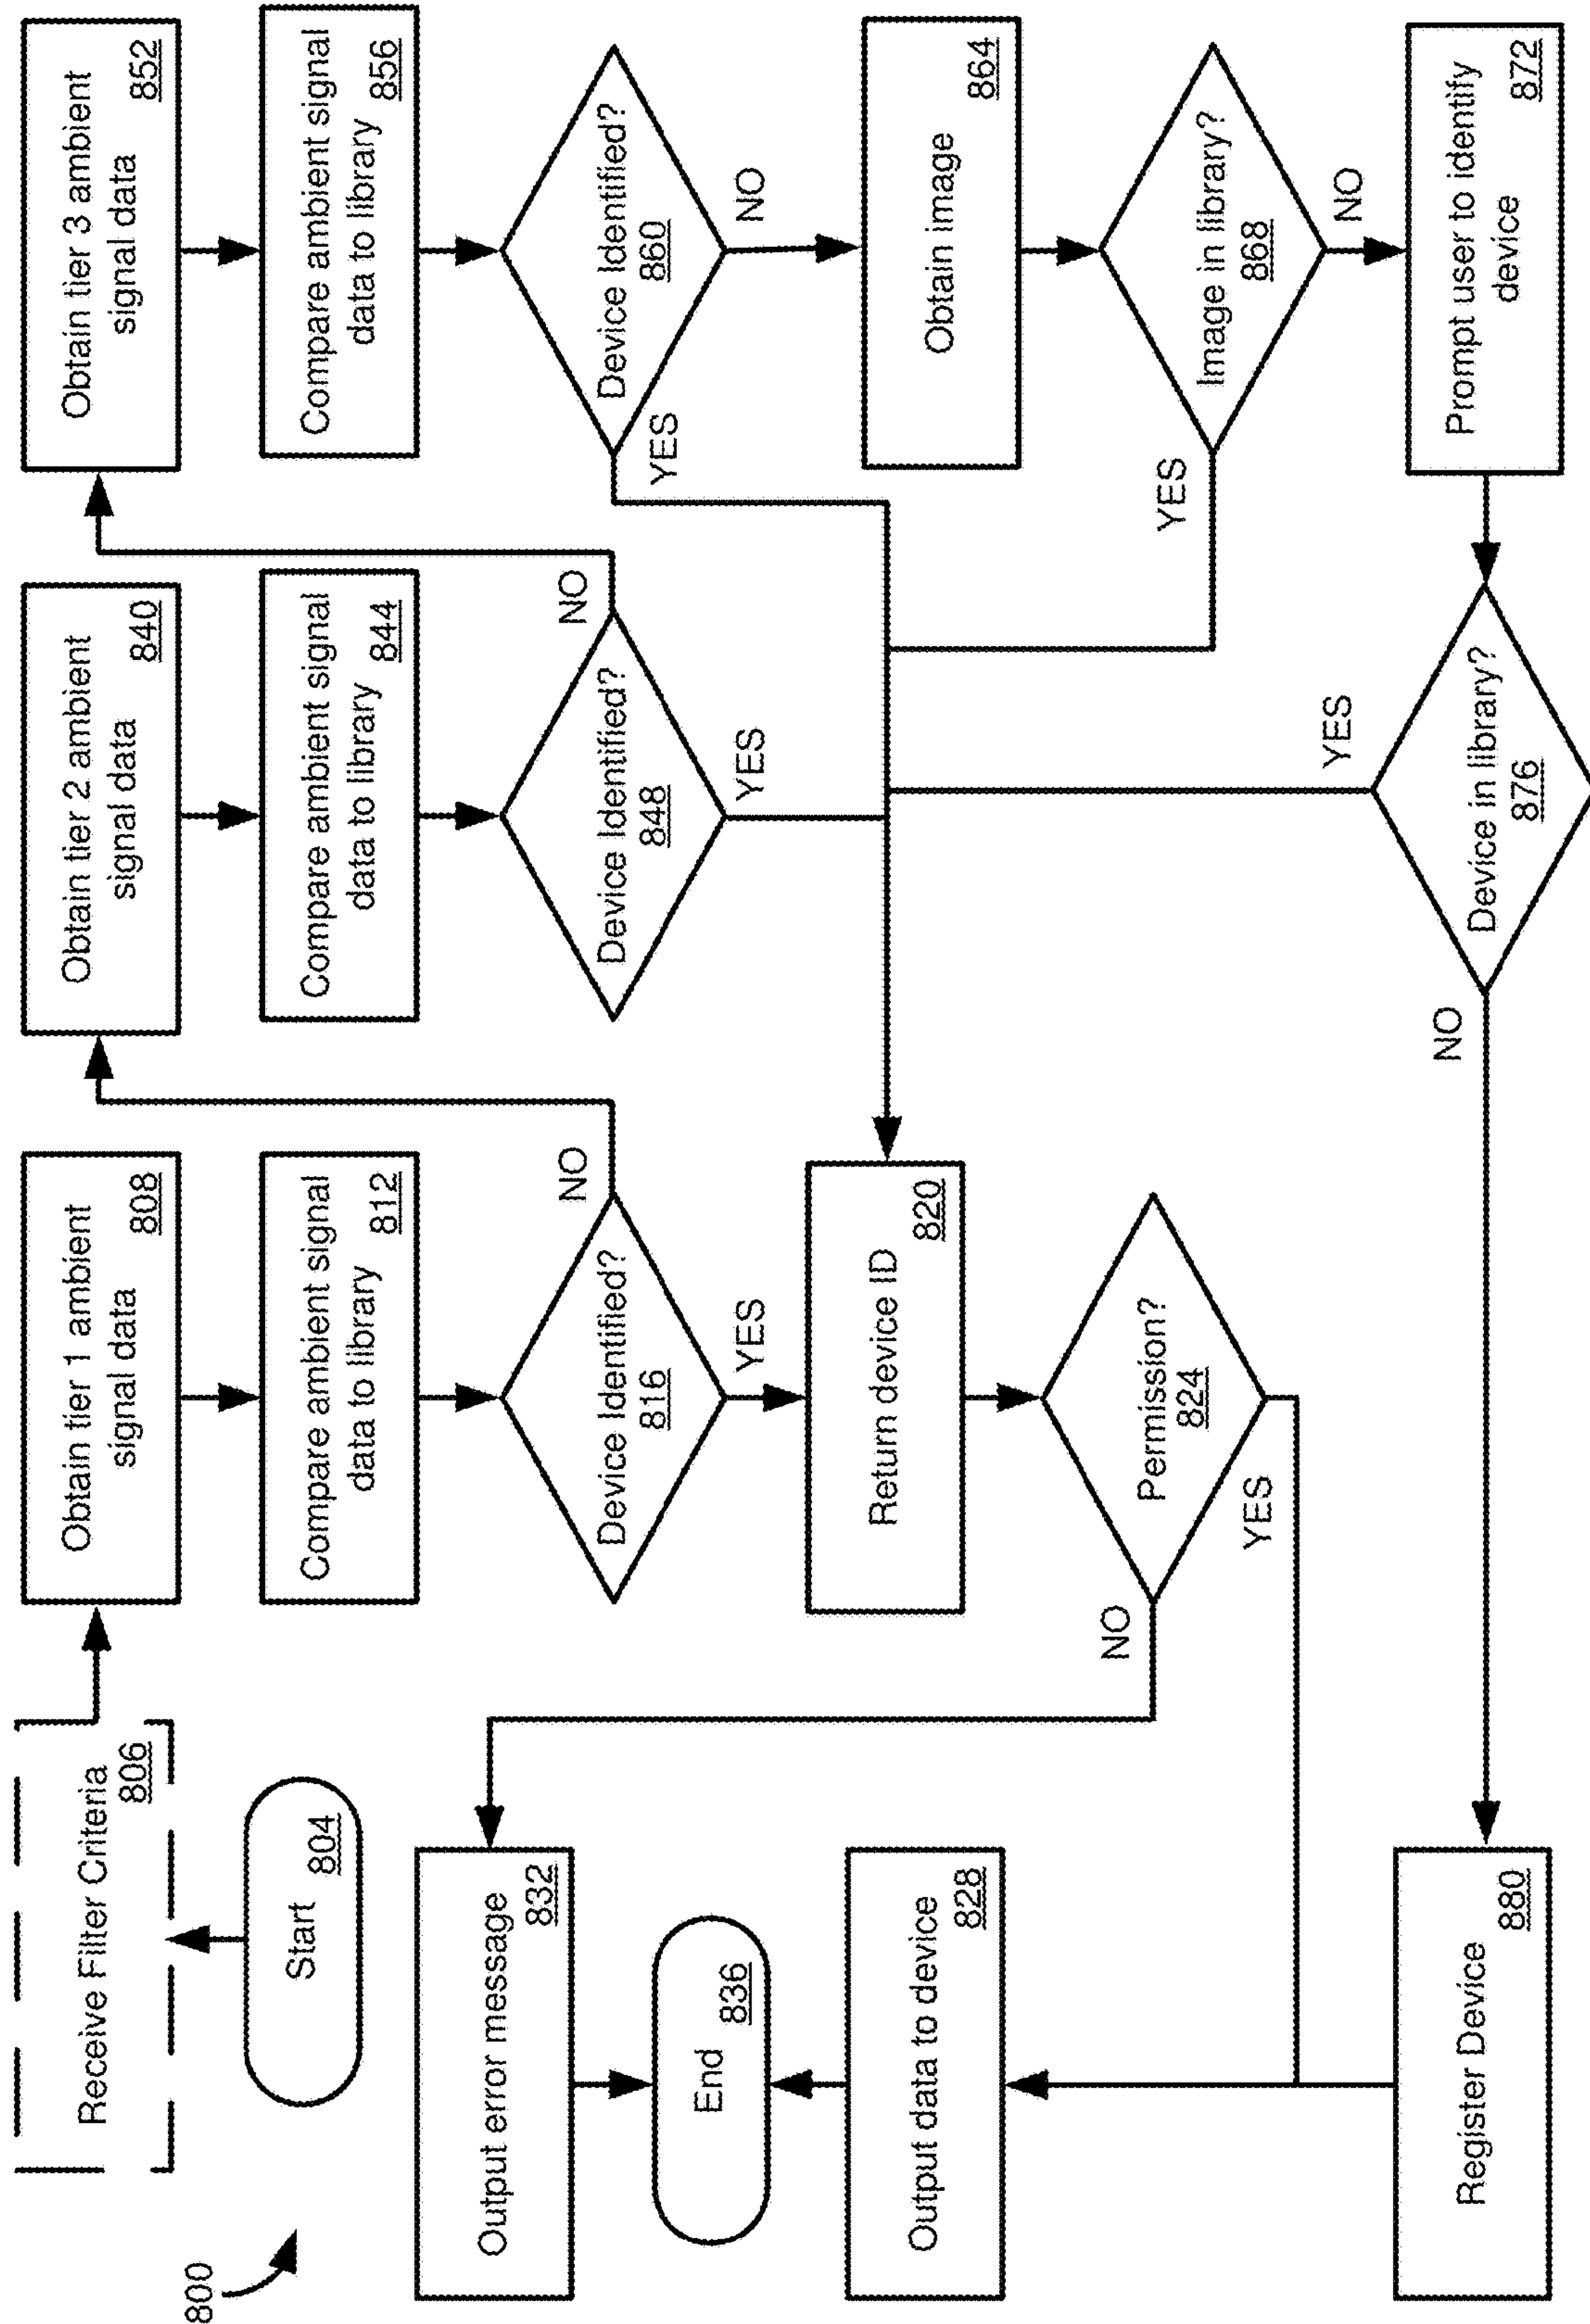 800
Receive Filter Criteria
806
Start
804
Output error message
832
End
836
Output data to device
828
Register Device
880
Obtain tier 1 ambient
signal data
808
Compare ambient signal
data to library
812
Device Identified?
816
NO
YES
Return device ID
820
Permission?
824
NO
YES
Obtain tier 2 ambient
signal data
840
Compare ambient signal
data to library
844
Device Identified?
848
NO
YES
Device in library?
876
YES
NO
Obtain tier 3 ambient
signal data
852
Compare ambient signal
data to library
856
Device Identified?
860
YES
NO
Obtain image
864
Image in library?
868
YES
NO
Prompt user to identify
device
872